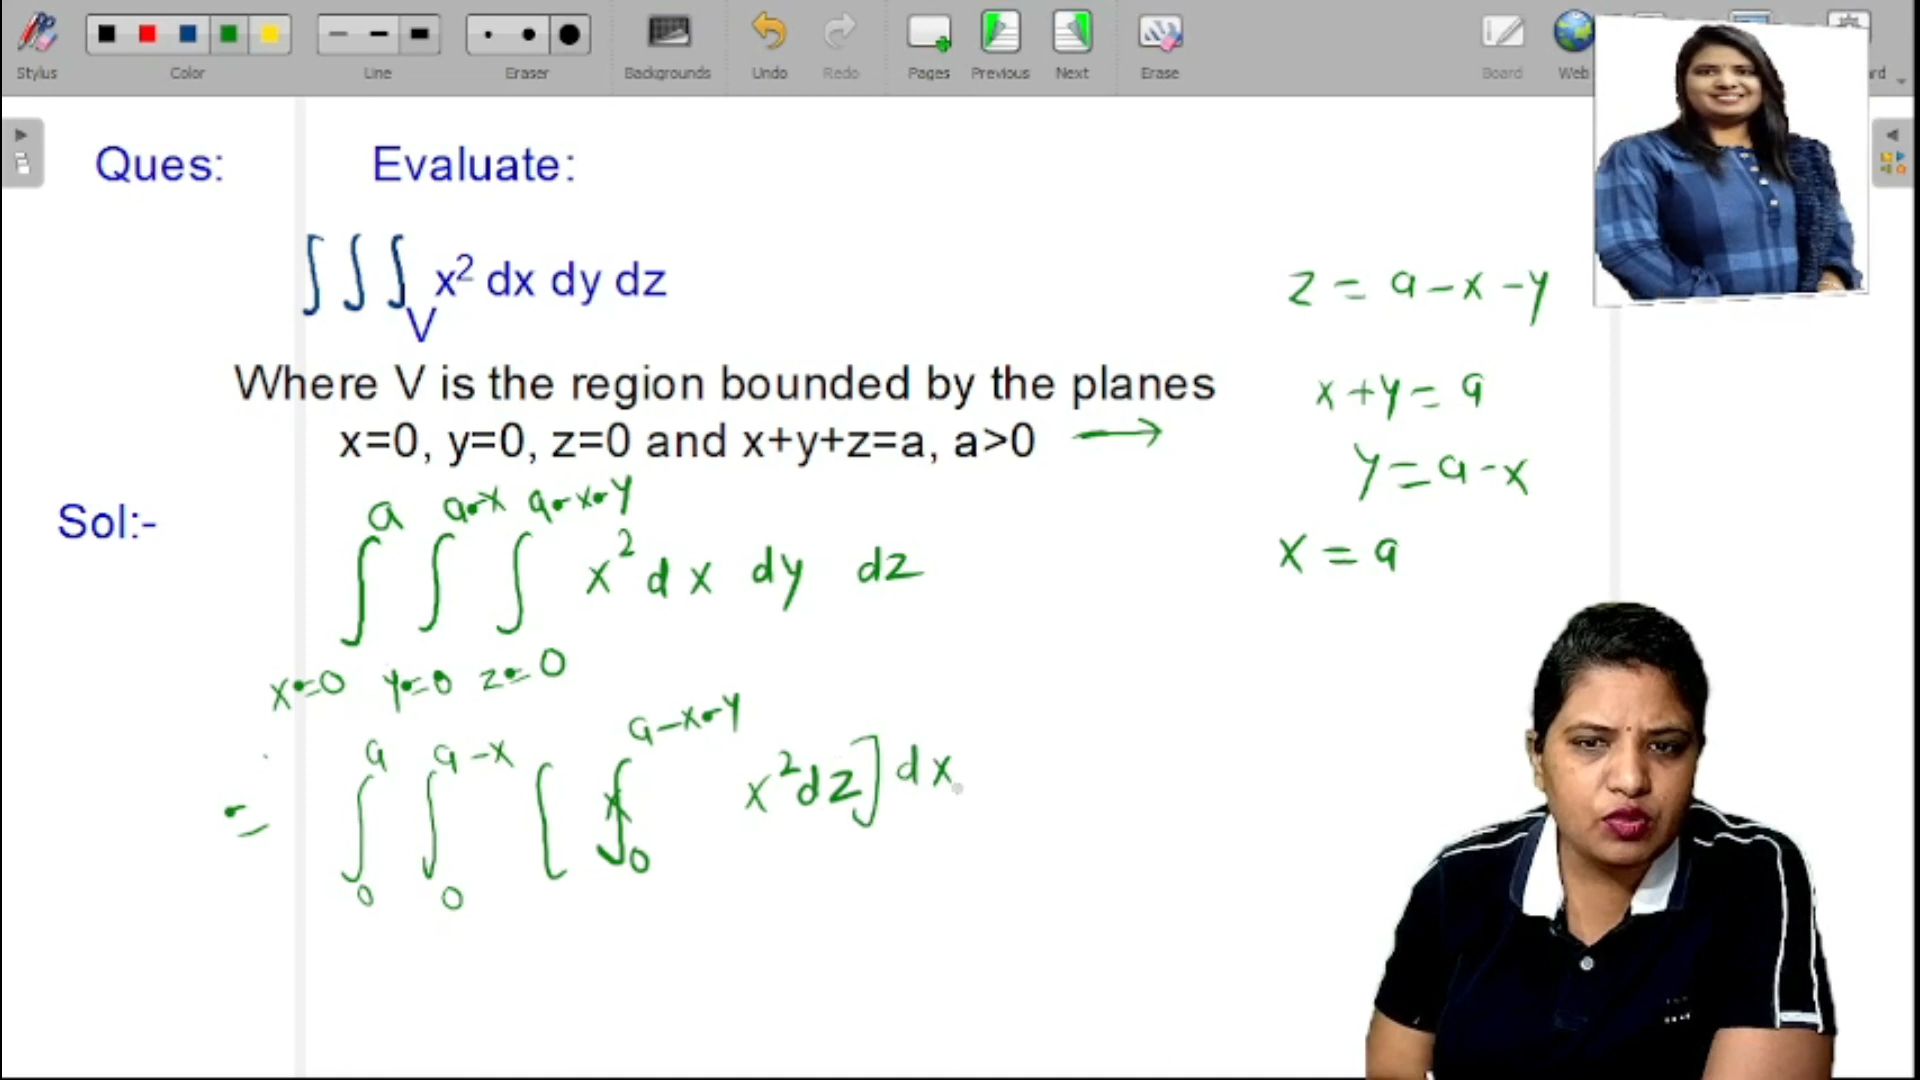 Stylus Color Line Eraser Backgrounds Undo Redo Pages Previous Next Erase Board Web
Ques: Evaluate:
∫∫∫ x² dx dy dz
V
Where V is the region bounded by the planes
x=0, y=0, z=0 and x+y+z=a, a>0 →
z = a-x-y
x+y = a
y = a-x
x = a
Sol:-
a a-x a-x-y
∫ ∫ ∫ x² dx dy dz
x=0 y=0 z=0
a a-x a-x-y
= ∫ ∫ [ ∫ x²dz] dx
0 0 0